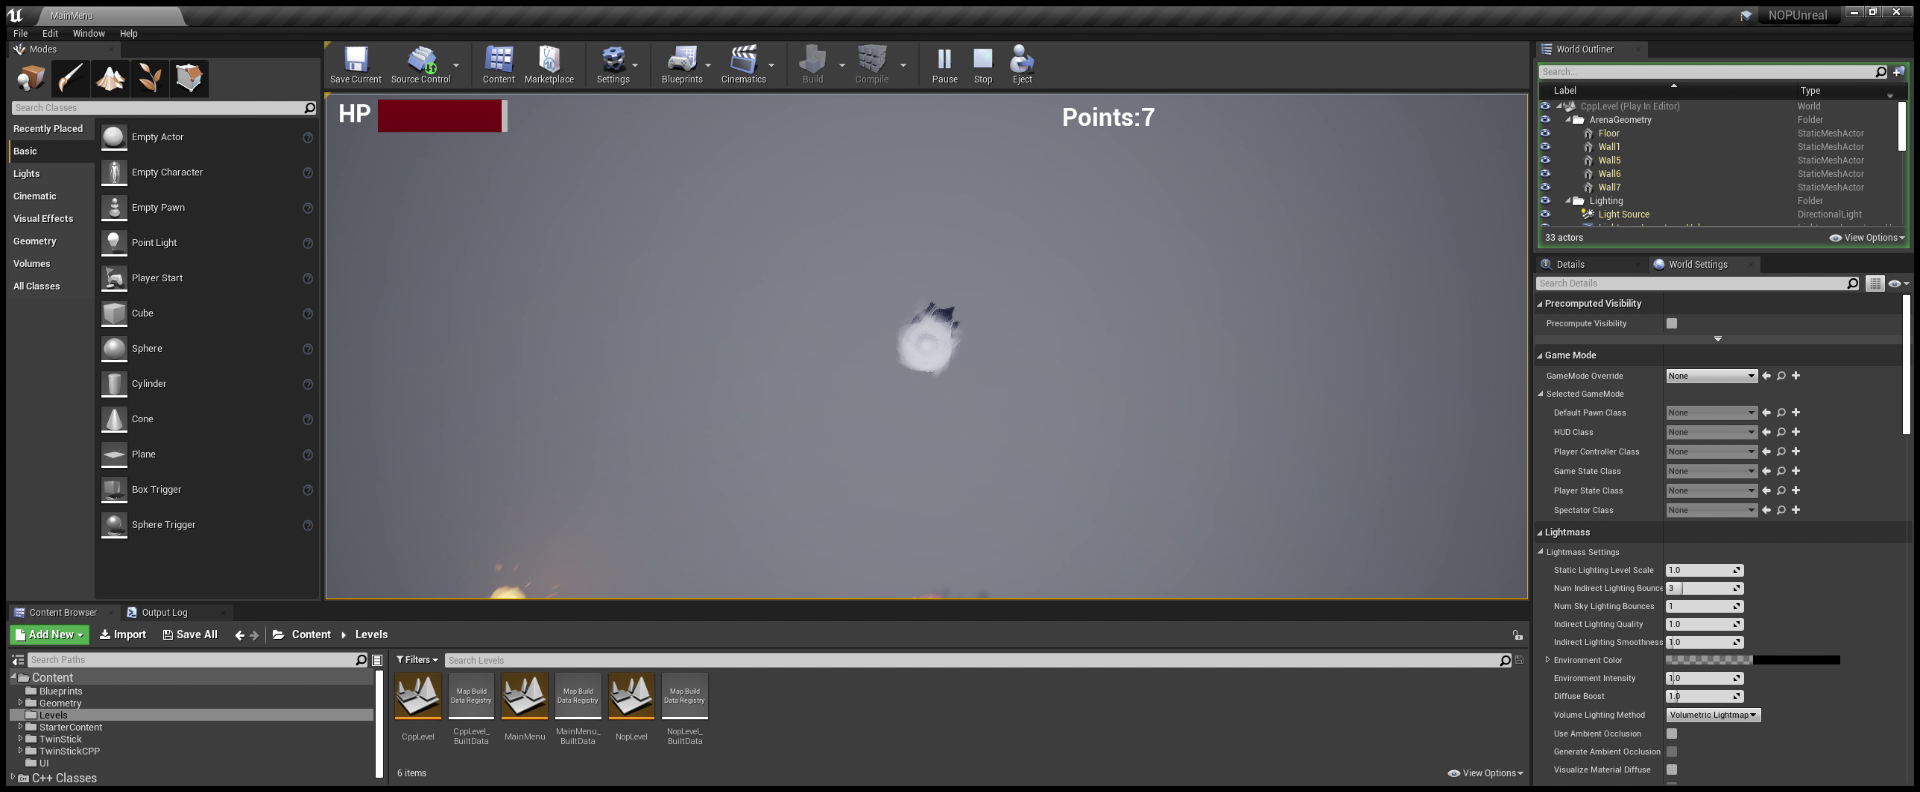 MainMenu
NOPUnreal
File Edit Window Help
Modes
Search Classes
Recently Placed
Basic
Lights
Cinematic
Visual Effects
Geometry
Volumes
All Classes
Empty Actor
Empty Character
Empty Pawn
Point Light
Player Start
Cube
Sphere
Cylinder
Cone
Plane
Box Trigger
Sphere Trigger
Save Current Source Control Content Marketplace Settings Blueprints Cinematics Build Compile Pause Stop Eject
HP
Points:7
World Outliner
Search...
Label Type
CppLevel (Play In Editor) World
ArenaGeometry Folder
Floor StaticMeshActor
Wall1 StaticMeshActor
Wall5 StaticMeshActor
Wall6 StaticMeshActor
Wall7 StaticMeshActor
Lighting Folder
Light Source DirectionalLight
33 actors View Options
Details World Settings
Search Details
Precomputed Visibility
Precompute Visibility
Game Mode
GameMode Override None
Selected GameMode
Default Pawn Class None
HUD Class None
Player Controller Class None
Game State Class None
Player State Class None
Spectator Class None
Lightmass
Lightmass Settings
Static Lighting Level Scale 1.0
Num Indirect Lighting Bounce 3
Num Sky Lighting Bounces 1
Indirect Lighting Quality 1.0
Indirect Lighting Smoothness 1.0
Environment Color
Environment Intensity 1.0
Diffuse Boost 1.0
Volume Lighting Method Volumetric Lightmap
Use Ambient Occlusion
Generate Ambient Occlusion
Visualize Material Diffuse
Content Browser Output Log
Add New Import Save All Content Levels
Search Paths
Content
Blueprints
Geometry
Levels
StarterContent
TwinStick
TwinStickCPP
UI
C++ Classes
Filters Search Levels
Map Build
Data Registry
Map Build
Data Registry
Map Build
Data Registry
CppLevel
CppLevel_
BuiltData
MainMenu
MainMenu_
BuiltData
NopLevel
NopLevel_
BuiltData
6 items View Options